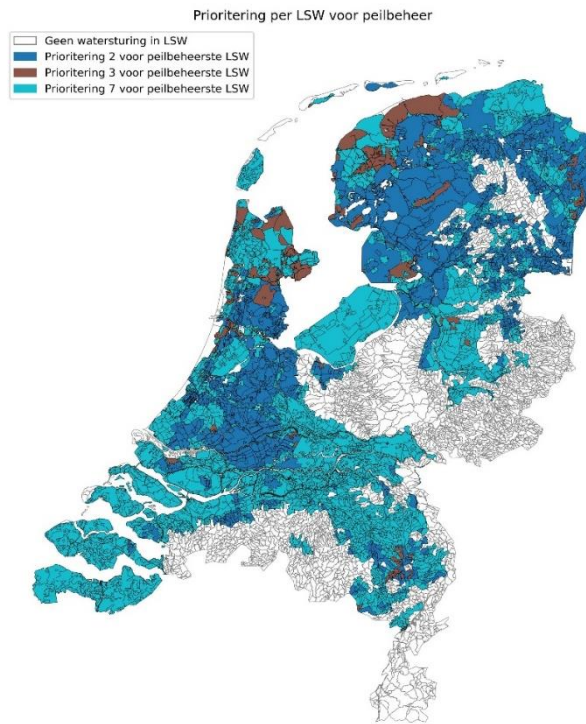 Prioritering per LSW voor peilbeheer
Geen watersturing in LSW
Prioritering 2 voor peilbeheerste LSW
Prioritering 3 voor peilbeheerste LSW
Prioritering 7 voor peilbeheerste LSW